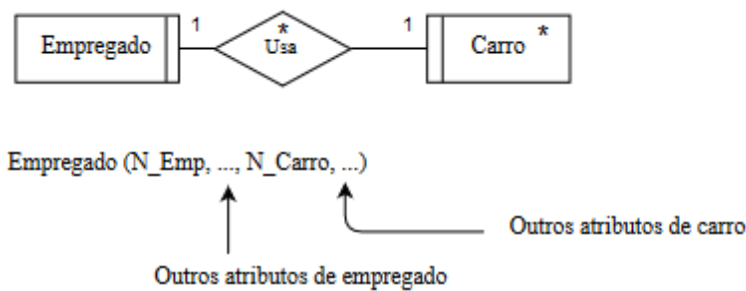 1 * 1
Empregado Usa Carro *
Empregado (N_Emp, ..., N_Carro, ...)
Outros atributos de carro
Outros atributos de empregado